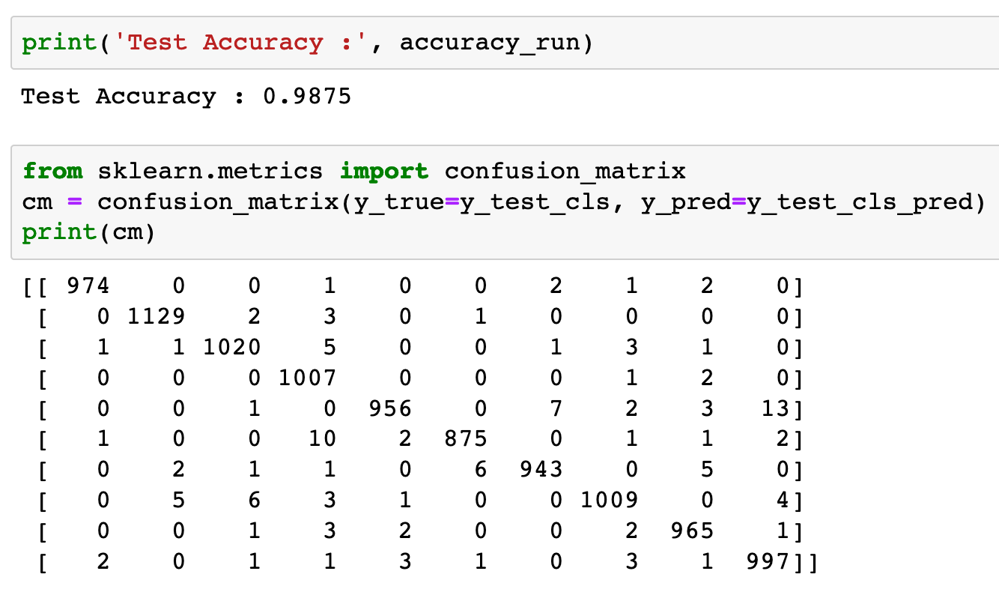 print('Test Accuracy :', accuracy_run)
Test Accuracy : 0.9875
from sklearn.metrics import confusion_matrix
cm = confusion_matrix(y_true=y_test_cls, y_pred=y_test_cls_pred)
print(cm)
[[ 974    0    0    1    0    0    2    1    2    0]
 [   0 1129    2    3    0    1    0    0    0    0]
 [   1    1 1020    5    0    0    1    3    1    0]
 [   0    0    0 1007    0    0    0    1    2    0]
 [   0    0    1    0  956    0    7    2    3   13]
 [   1    0    0   10    2  875    0    1    1    2]
 [   0    2    1    1    0    6  943    0    5    0]
 [   0    5    6    3    1    0    0 1009    0    4]
 [   0    0    1    3    2    0    0    2  965    1]
 [   2    0    1    1    3    1    0    3    1  997]]